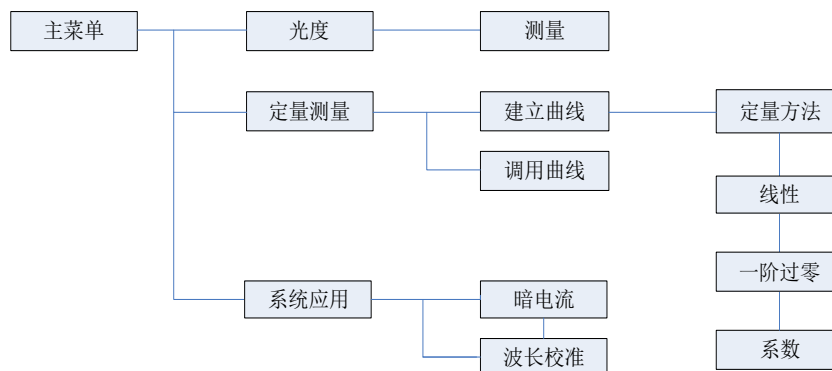 主菜单
光度
测量
定量测量
建立曲线
定量方法
调用曲线
线性
一阶过零
系统应用
暗电流
波长校准
系数